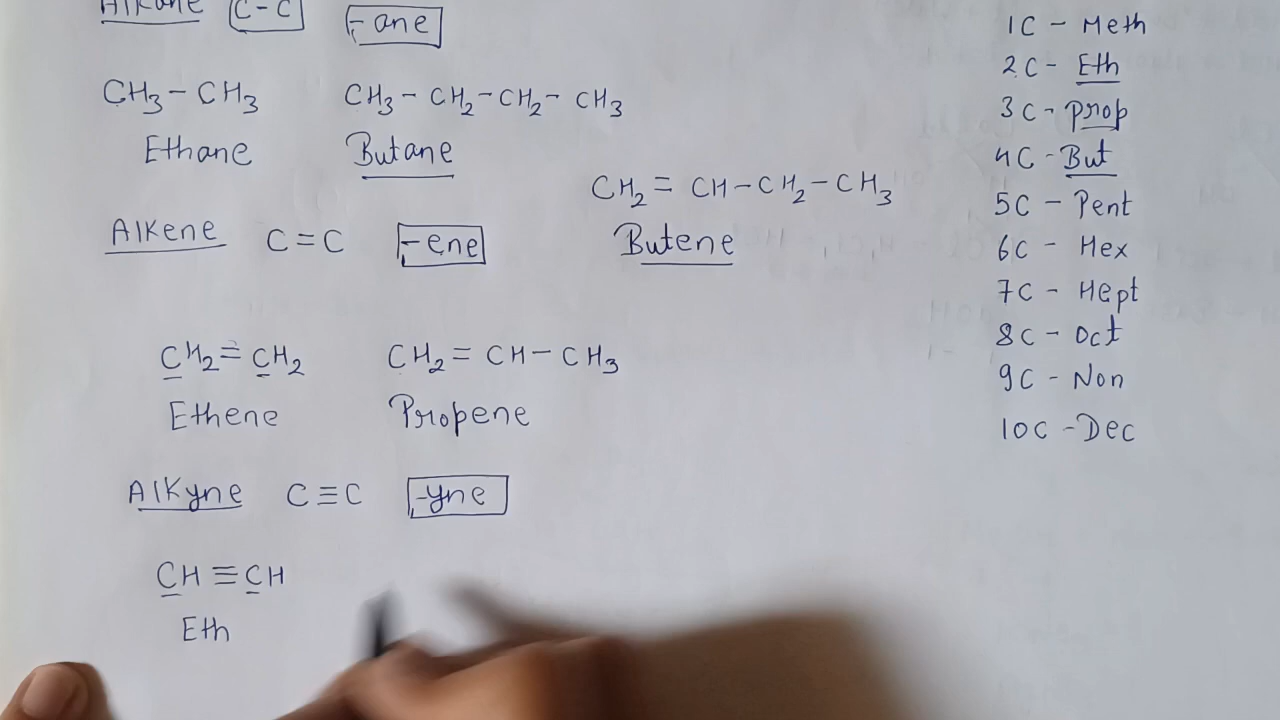 Alkane C-C -ane
CH₃-CH₃ CH₃-CH₂-CH₂-CH₃
Ethane Butane
CH₂=CH-CH₂-CH₃
Alkene C=C -ene Butene
CH₂=CH₂ CH₂=CH-CH₃
Ethene Propene
Alkyne C≡C -yne
CH≡CH
Eth
1C - Meth
2C - Eth
3C - Prop
4C - But
5C - Pent
6C - Hex
7C - Hept
8C - Oct
9C - Non
10C - Dec